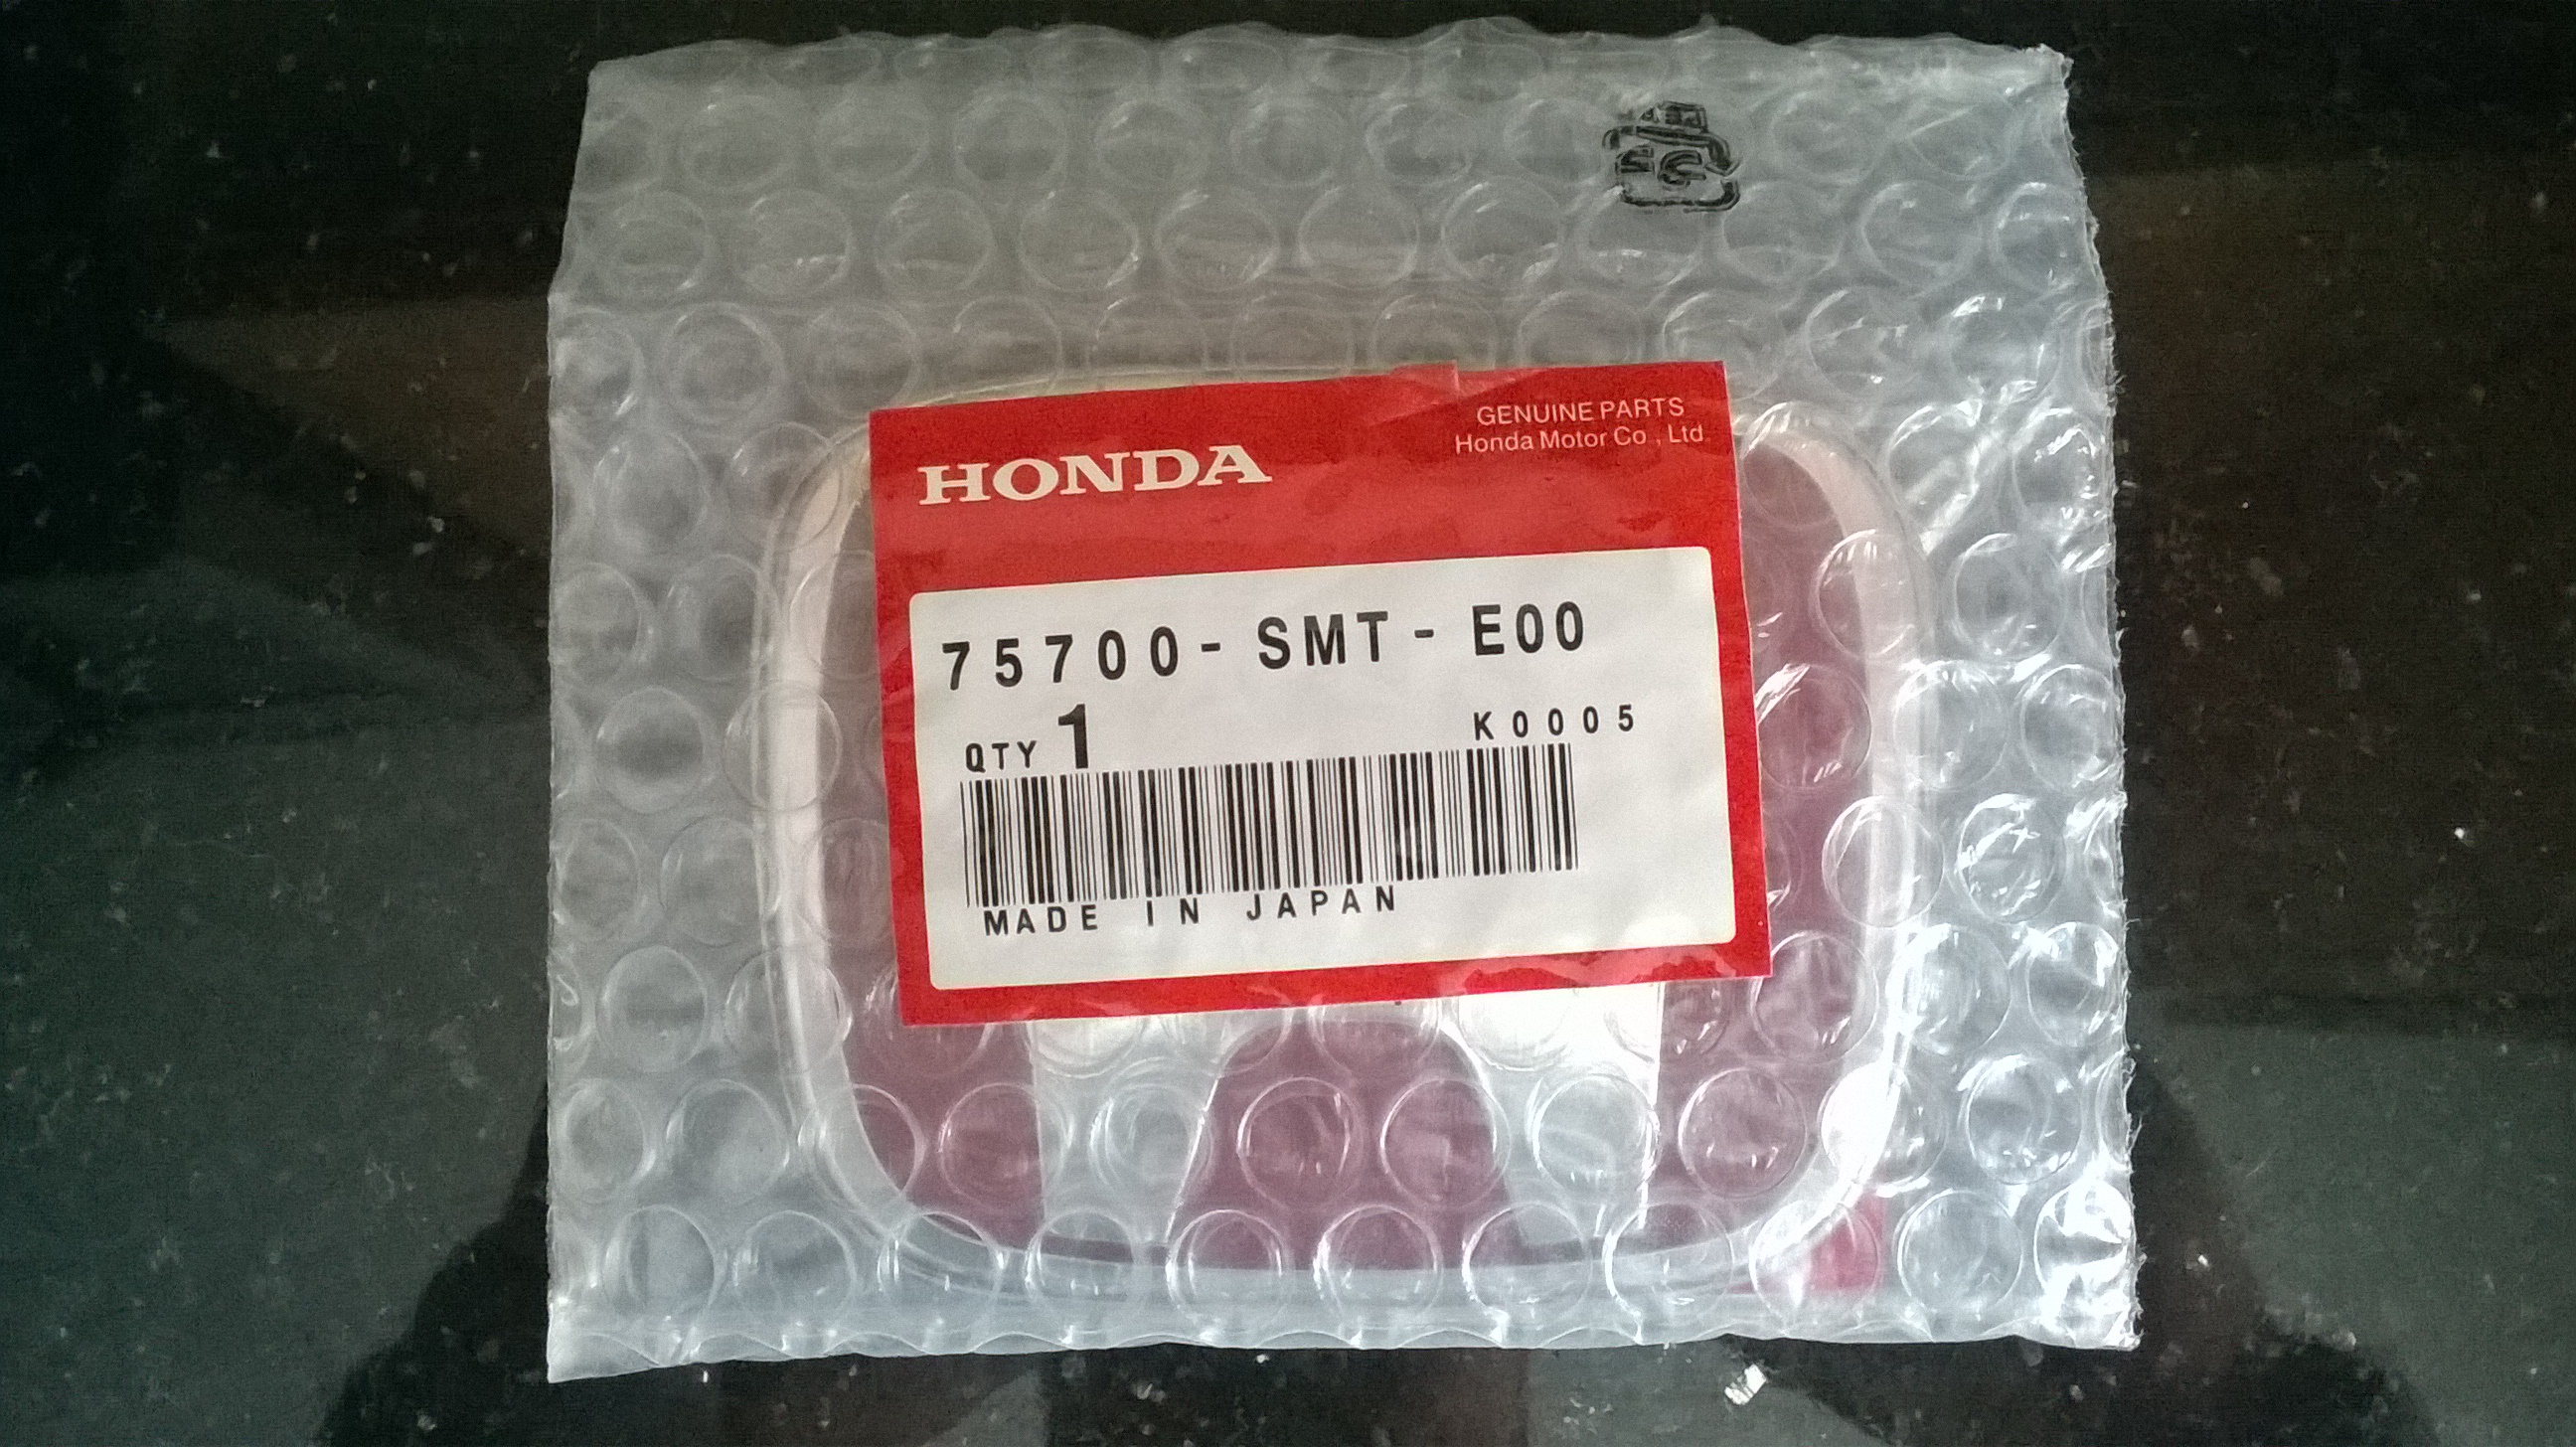 GENUINE PARTS
Honda Motor Co., Ltd.
HONDA
75700-SMT-E00
QTY 1
K0005
MADE IN JAPAN